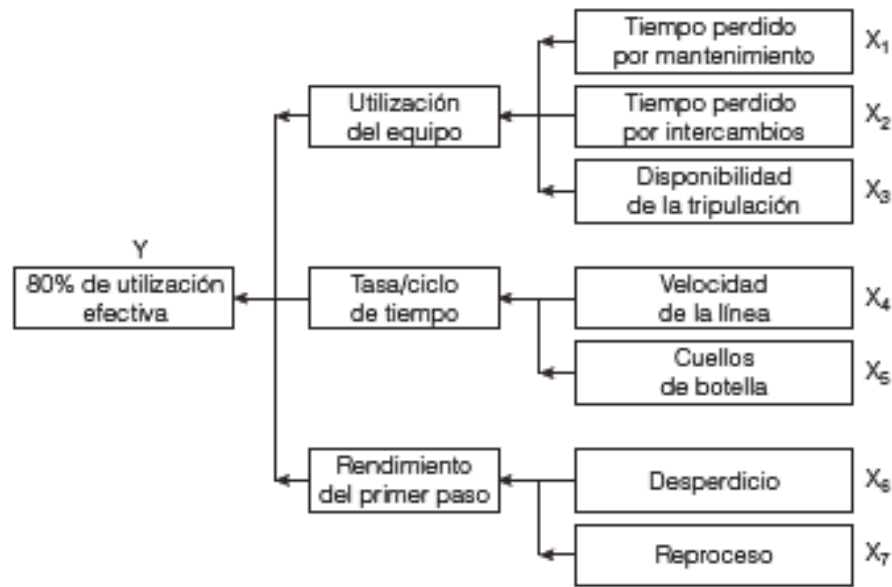 Tiempo perdido
por mantenimiento
X1
Utilización
del equipo
Tiempo perdido
por intercambios
X2
Disponibilidad
de la tripulación
X3
Y
80% de utilización
efectiva
Tasa/ciclo
de tiempo
Velocidad
de la línea
X4
Cuellos
de botella
X5
Rendimiento
del primer paso
Desperdicio
X6
Reproceso
X7